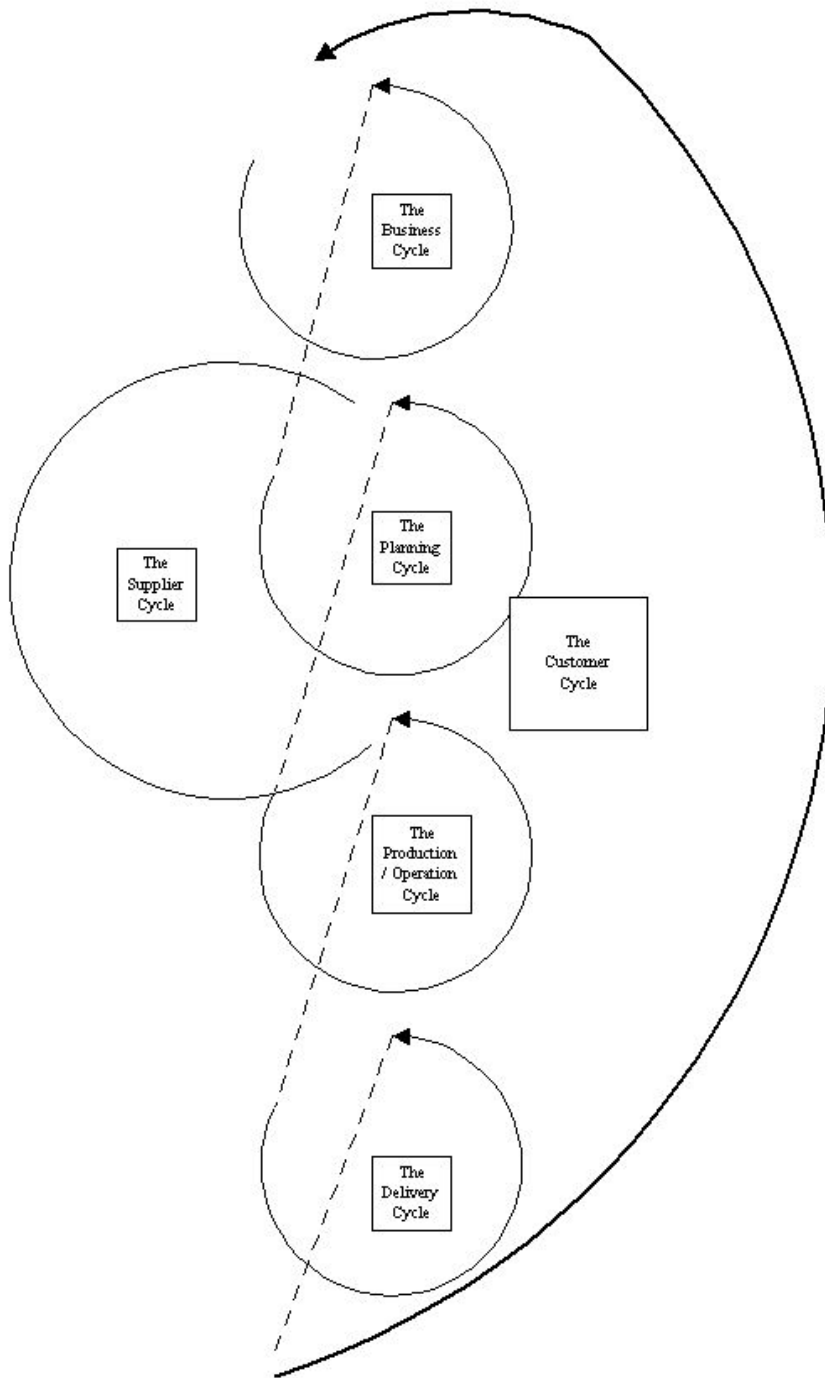 The
Business
Cycle
The
Planning
Cycle
The
Supplier
Cycle
The
Customer
Cycle
The
Production
/ Operation
Cycle
The
Delivery
Cycle